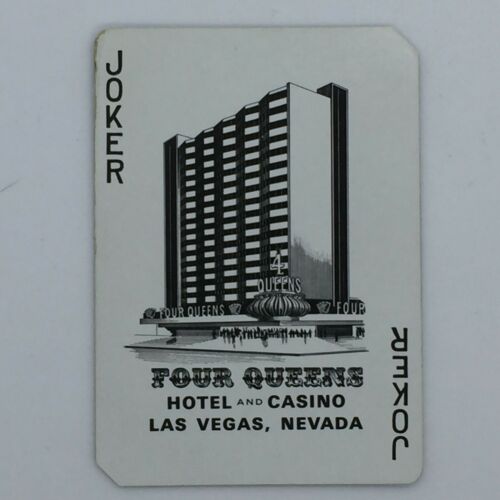 JOKER
4
QUEENS
FOUR QUEENS
FOUR
FOUR QUEENS
HOTEL AND CASINO
LAS VEGAS, NEVADA
JOKER